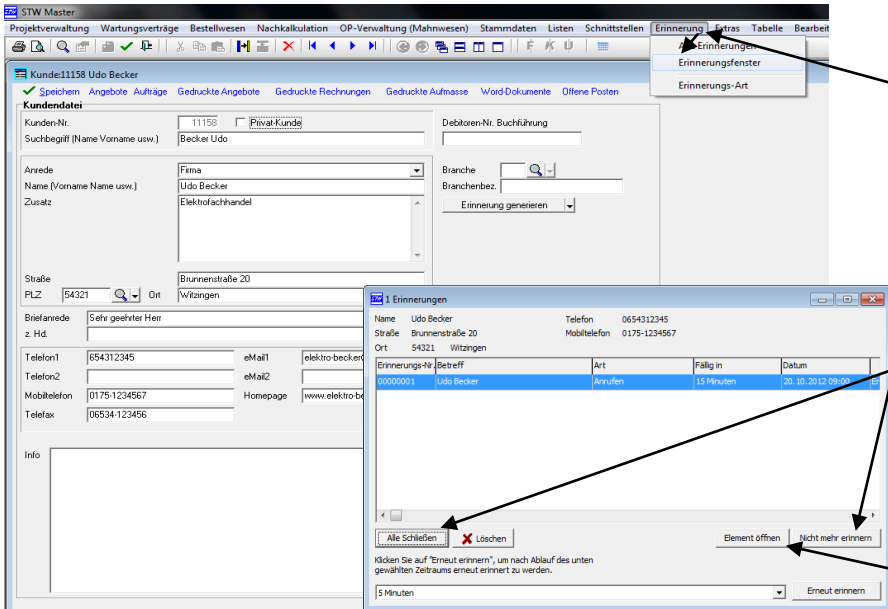 STW Master
Projektverwaltung Wartungsverträge Bestellwesen Nachkalkulation OP-Verwaltung (Mahnwesen) Stammdaten Listen Schnittstellen Erinnerung Extras Tabelle Bearbeit
Erinnerungen
Erinnerungsfenster
Erinnerungs-Art
Kunde:11158 Udo Becker
Speichern Angebote Aufträge Gedruckte Angebote Gedruckte Rechnungen Gedruckte Aufmasse Word-Dokumente Offene Posten
Kundendatei
Kunden-Nr. 11158 Privat-Kunde Debitoren-Nr. Buchführung
Suchbegriff (Name Vorname usw.) Becker Udo
Anrede Firma Branche
Name (Vorname Name usw.) Udo Becker Branchenbez.
Zusatz Elektrofachhandel Erinnerung generieren
Straße Brunnenstraße 20
PLZ 54321 Ort Witzingen
Briefanrede Sehr geehrter Herr
z. Hd.
Telefon1 654312345 eMail1 elektro-becker
Telefon2 eMail2
Mobiltelefon 0175-1234567 Homepage www.elektro-be
Telefax 06534-123456
Info
1 Erinnerungen
Name Udo Becker Telefon 0654312345
Straße Brunnenstraße 20 Mobiltelefon 0175-1234567
Ort 54321 Witzingen
Erinnerungs-Nr. Betreff Art Fällig in Datum
00000001 Udo Becker Anrufen 15 Minuten 20.10.2012 09:00 Er
Alle Schließen Löschen Element öffnen Nicht mehr erinnern
Klicken Sie auf "Erneut erinnern", um nach Ablauf des unten
gewählten Zeitraums erneut erinnert zu werden.
5 Minuten Erneut erinnern